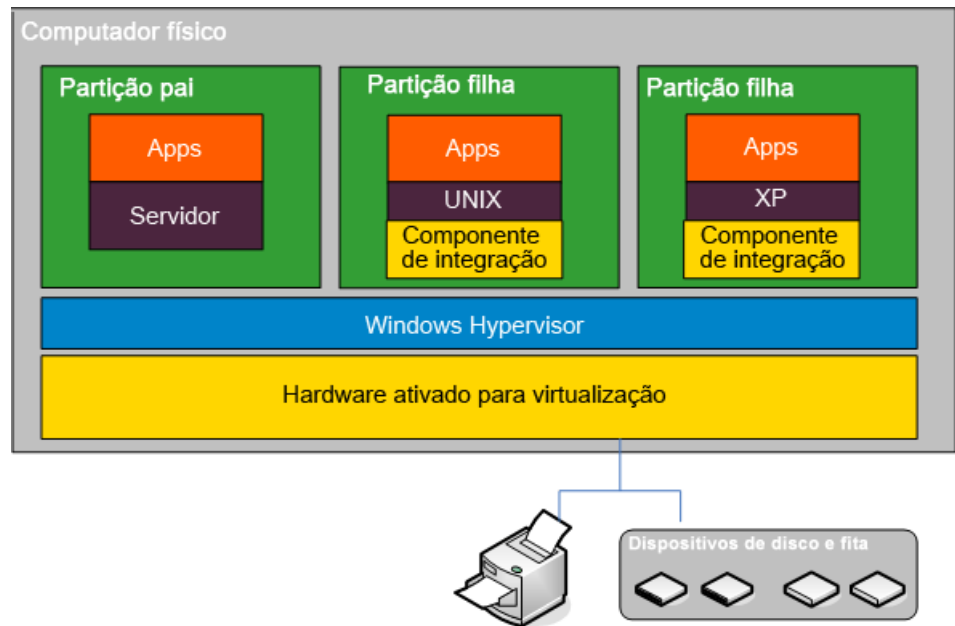 Computador físico
Partição pai
Apps
Servidor
Partição filha
Apps
UNIX
Componente
de integração
Partição filha
Apps
XP
Componente
de integração
Windows Hypervisor
Hardware ativado para virtualização
Dispositivos de disco e fita